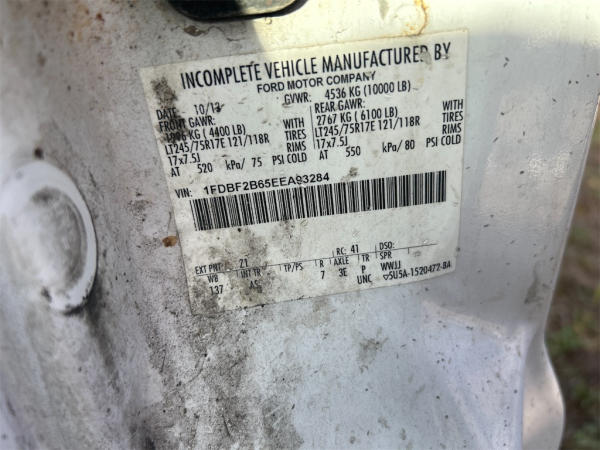 INCOMPLETE VEHICLE MANUFACTURED BY
FORD MOTOR COMPANY
DATE: 10/13 GVWR: 4536 KG (10000 LB)
FRONT GAWR: REAR GAWR:
1996 KG ( 4400 LB) WITH 2767 KG ( 6100 LB) WITH
LT245/75R17E 121/118R TIRES LT245/75R17E 121/118R TIRES
17x7.5J RIMS 17x7.5J RIMS
AT 520 kPa/ 75 PSI COLD AT 550 kPa/ 80 PSI COLD
VIN: 1FDBF2B65EEA93284
EXT PNT: Z1 RC: 41 DSO:
WB INT TR TP/PS R AXLE TR SPR
137 AS 7 3E P WWJJ
UNC 5U5A-1520472-BA